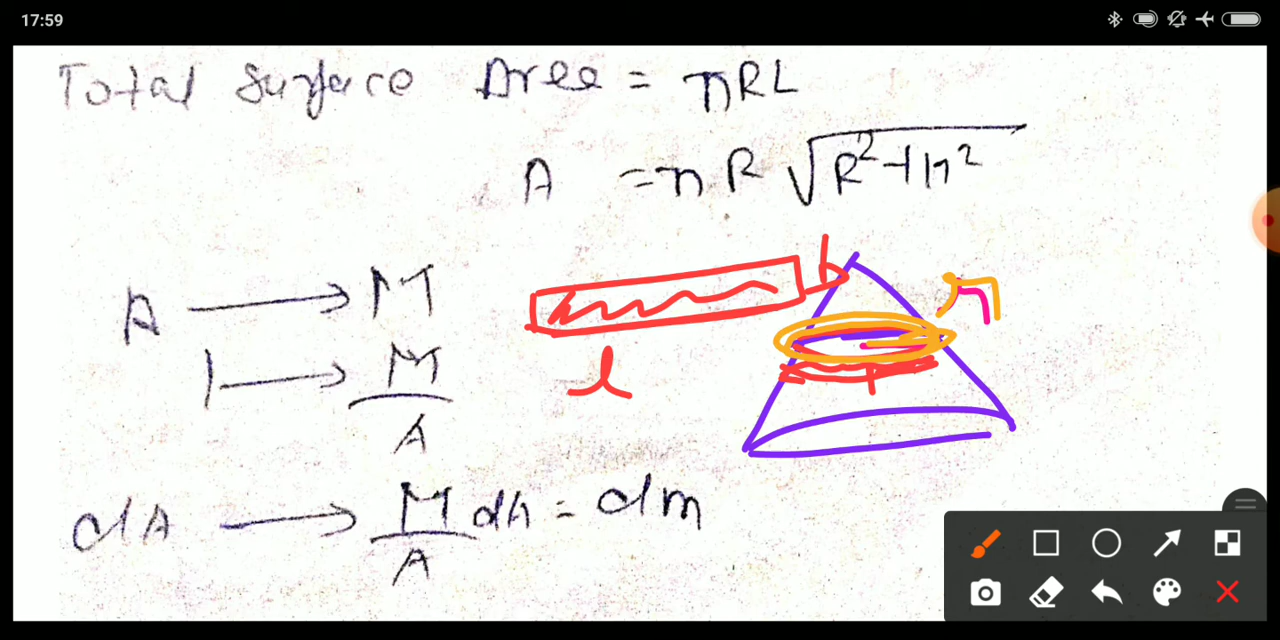 17:59
Total Surface Area = πRL
A = πR √R²+h²
A → M
1 → M/A
l
b
r
dA → M/A dA = dm